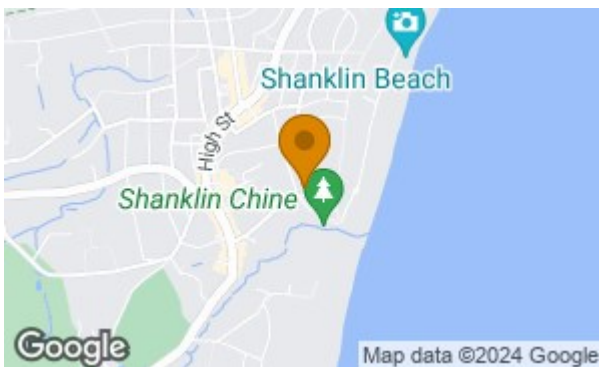 Shanklin Beach
High St
Shanklin Chine
Google
Map data ©2024 Google